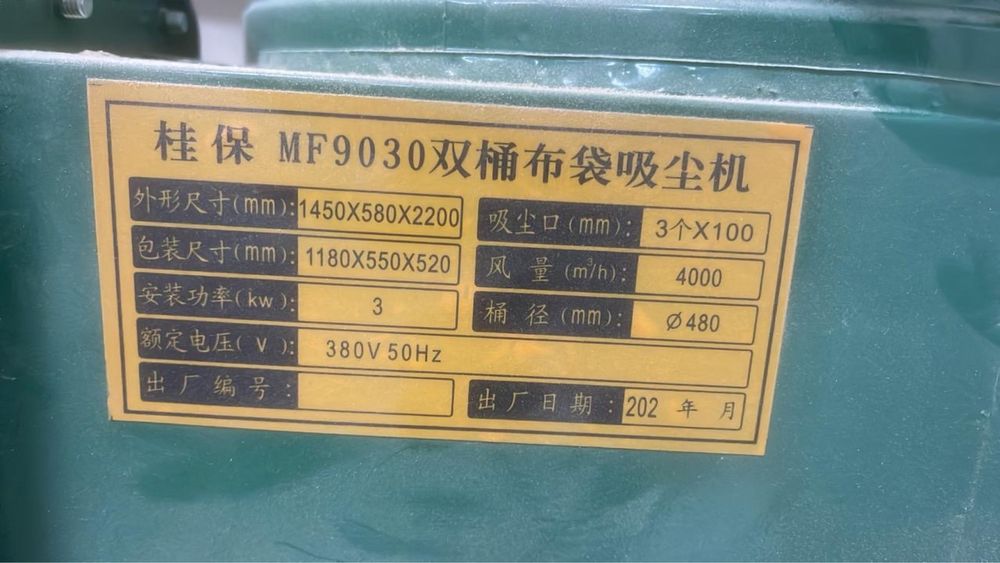 桂保 MF9030双桶布袋吸尘机
外形尺寸(mm): 1450X580X2200 吸尘口(mm): 3个X100
包装尺寸(mm): 1180X550X520 风量(m³/h): 4000
安装功率(kw): 3 桶径(mm): Ø480
额定电压(V): 380V 50Hz
出厂编号: 出厂日期: 202 年 月